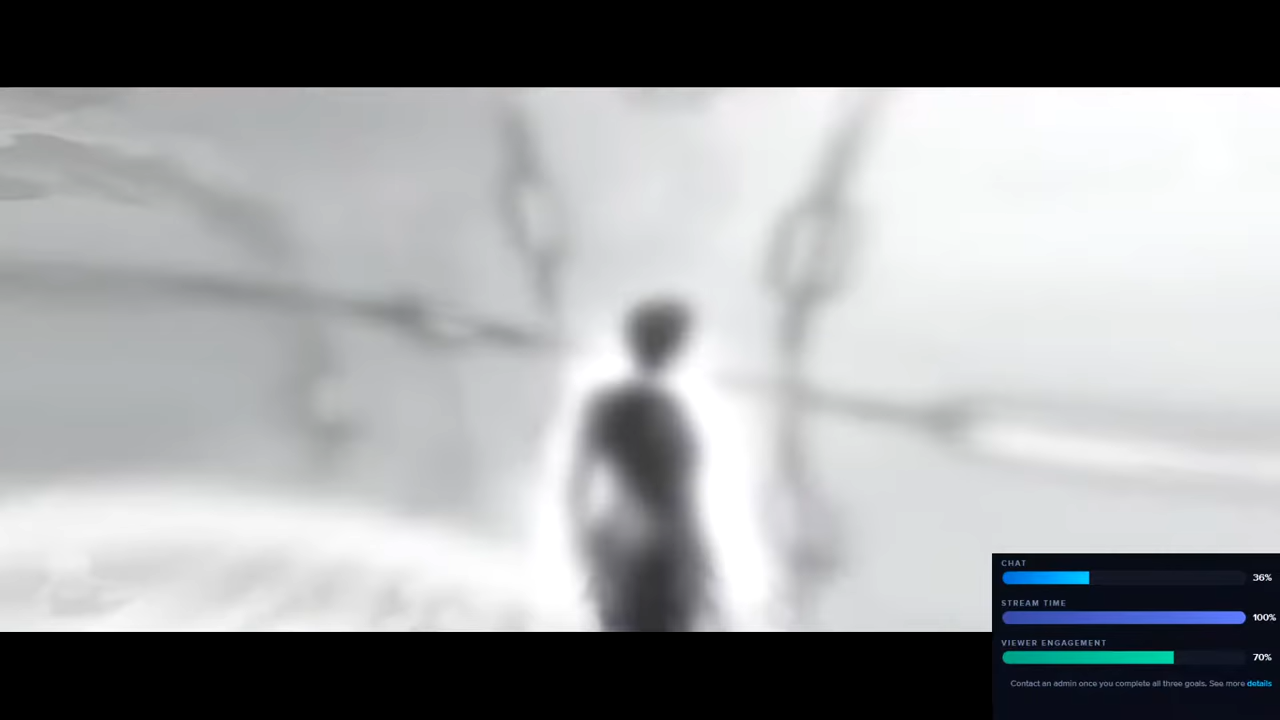 CHAT
36%
STREAM TIME
100%
VIEWER ENGAGEMENT
70%
Contact an admin once you complete all three goals. See more details